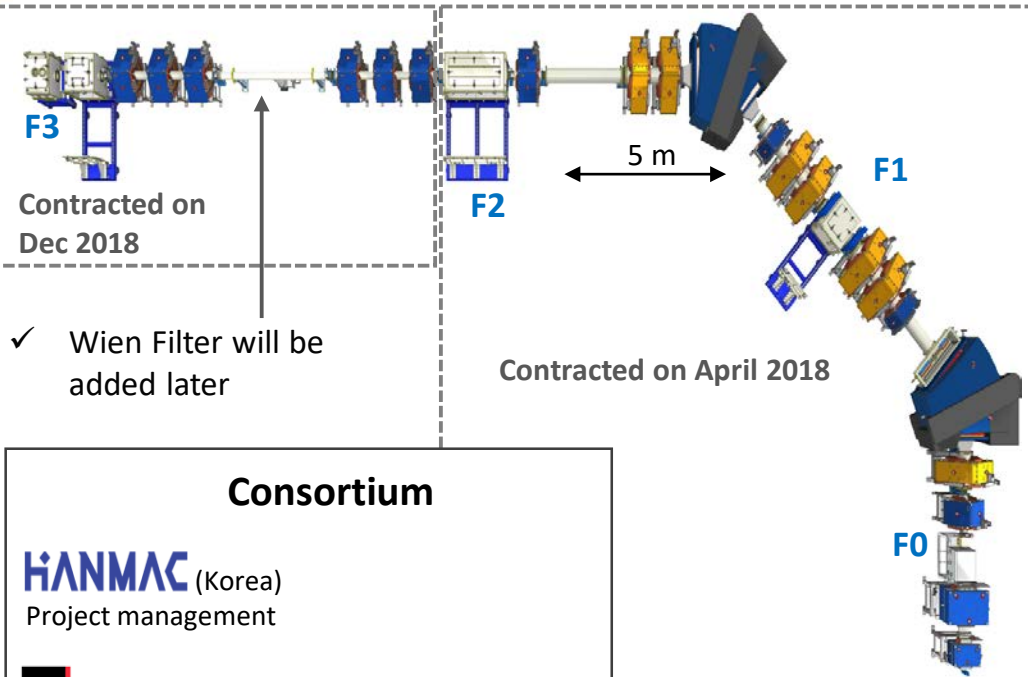 F3
F2
5 m
F1
Contracted on
Dec 2018
✓ Wien Filter will be
added later
Contracted on April 2018
F0
Consortium
HANMAC (Korea)
Project management